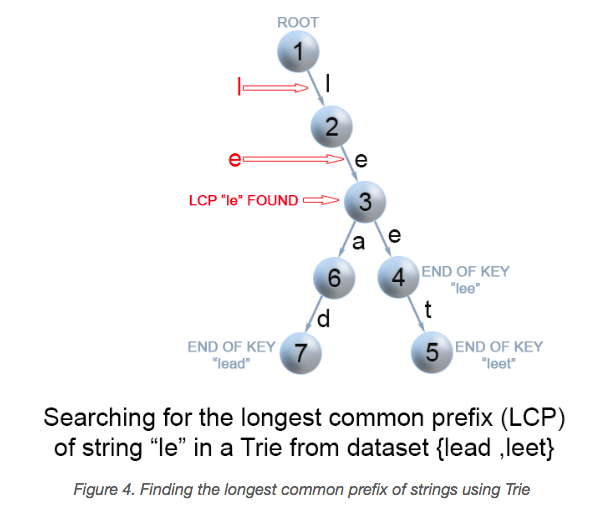 ROOT
1
l
l
2
e
e
LCP "le" FOUND
3
a
e
6
4
END OF KEY
"lee"
d
t
END OF KEY
"lead"
7
5
END OF KEY
"leet"
Searching for the longest common prefix (LCP)
of string “le” in a Trie from dataset {lead ,leet}
Figure 4. Finding the longest common prefix of strings using Trie